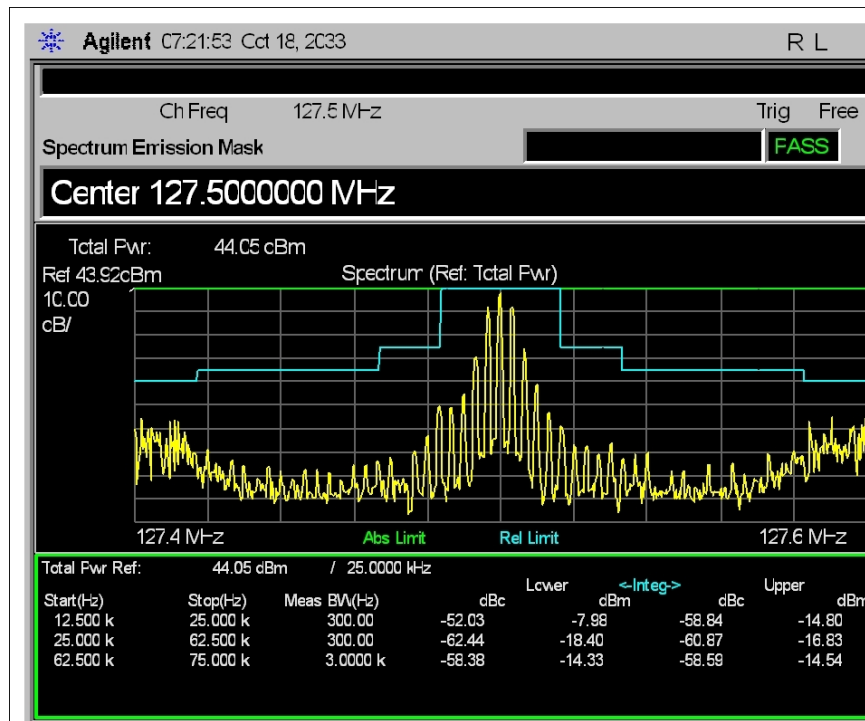 Agilent 07:21:53 Oct 18, 2033 R L
Ch Freq 127.5 MHz Trig Free
Spectrum Emission Mask PASS
Center 127.5000000 MHz
Total Pwr: 44.05 dBm
Ref 43.92dBm Spectrum (Ref: Total Pwr)
10.00
dB/
127.4 MHz Abs Limit Rel Limit 127.6 MHz
Total Pwr Ref: 44.05 dBm / 25.0000 kHz
Lower <-Integ-> Upper
Start(Hz) Stop(Hz) Meas BW(Hz) dBc dBm dBc dBm
12.500 k 25.000 k 300.00 -52.03 -7.98 -58.84 -14.80
25.000 k 62.500 k 300.00 -62.44 -18.40 -60.87 -16.83
62.500 k 75.000 k 3.0000 k -58.38 -14.33 -58.59 -14.54